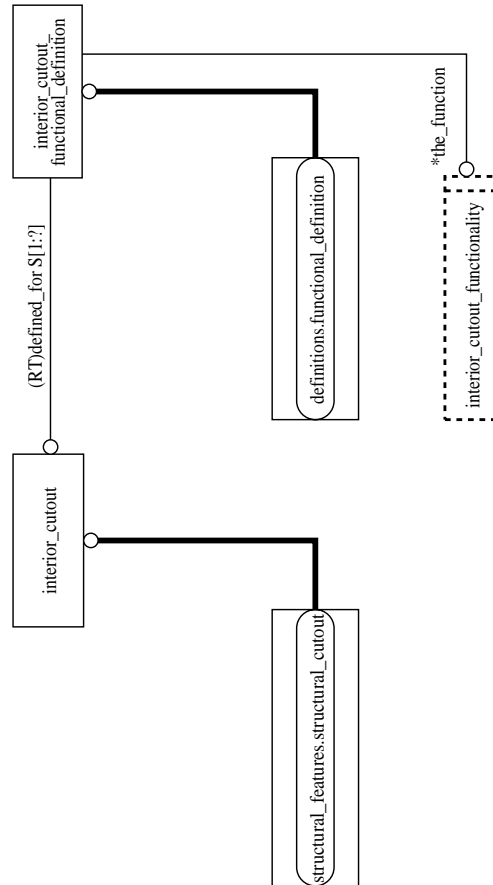 interior_cutout_
functional_definition
(RT)defined_for S[1:?]
interior_cutout
definitions.functional_definition
structural_features.structural_cutout
*the_function
interior_cutout_functionality